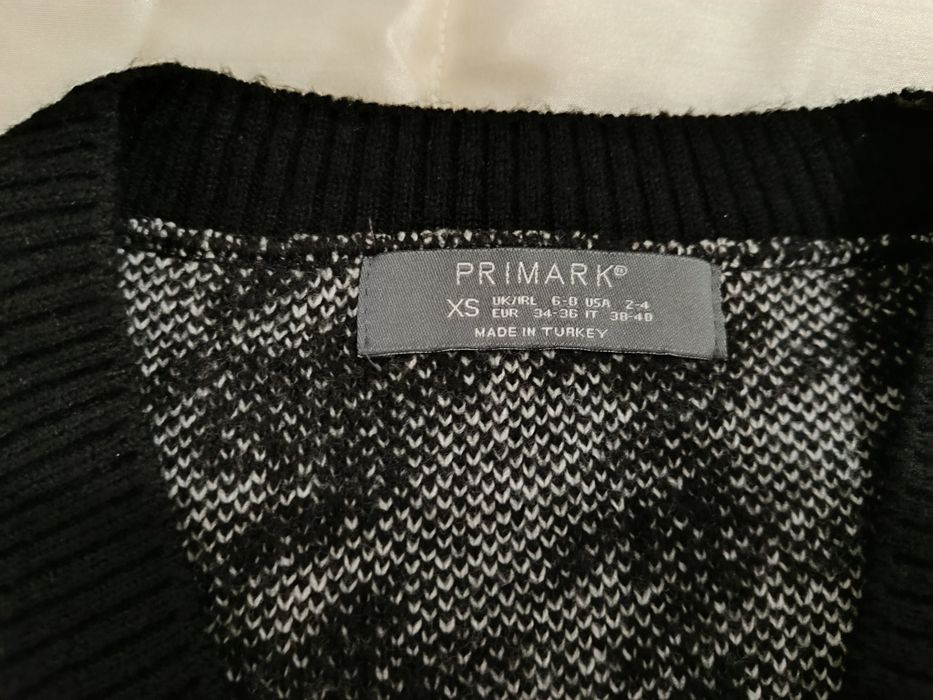 PRIMARK®
XS UK/IRL 6-8 USA 2-4
EUR 34-36 IT 38-40
MADE IN TURKEY